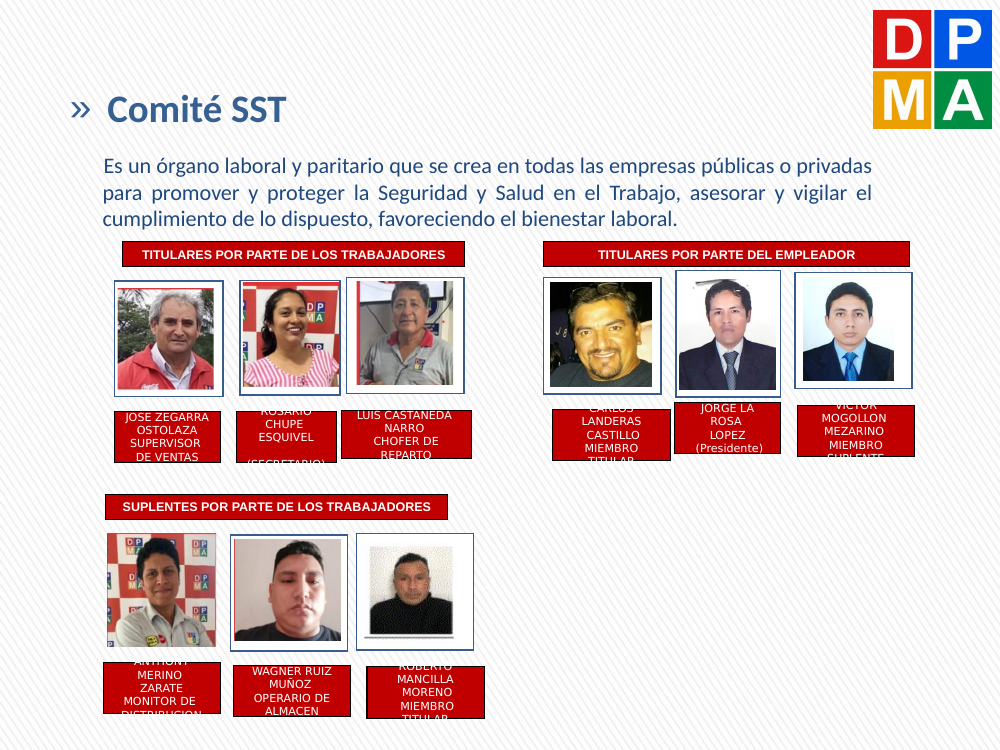 D P
M A
» Comité SST
Es un órgano laboral y paritario que se crea en todas las empresas públicas o privadas
para promover y proteger la Seguridad y Salud en el Trabajo, asesorar y vigilar el
cumplimiento de lo dispuesto, favoreciendo el bienestar laboral.
TITULARES POR PARTE DE LOS TRABAJADORES
JOSE ZEGARRA
OSTOLAZA
SUPERVISOR
DE VENTAS
ROSARIO
CHUPE
ESQUIVEL
(SECRETARIO)
LUIS CASTAÑEDA
NARRO
CHOFER DE
REPARTO
TITULARES POR PARTE DEL EMPLEADOR
CARLOS
LANDERAS
CASTILLO
MIEMBRO
TITULAR
JORGE LA
ROSA
LOPEZ
(Presidente)
VICTOR
MOGOLLON
MEZARINO
MIEMBRO
SUPLENTE
SUPLENTES POR PARTE DE LOS TRABAJADORES
ANTHONY
MERINO
ZARATE
MONITOR DE
DISTRIBUCION
WAGNER RUIZ
MUÑOZ
OPERARIO DE
ALMACEN
ROBERTO
MANCILLA
MORENO
MIEMBRO
TITULAR